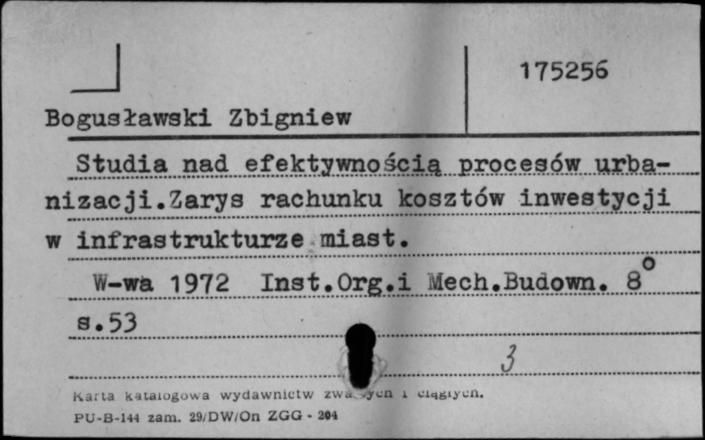 175256
Bogusławski Zbigniew
Studia nad efektywnością procesów urba-
nizacji.Zarys rachunku kosztów inwestycji
w infrastrukturze miast.
W-wa 1972 Inst.Org.i Mech.Budown. 8°
s.53
3
Karta katalogowa wydawnictw i ciągłych.
PU-B-144 zam. 29/DW/On ZGG - 204